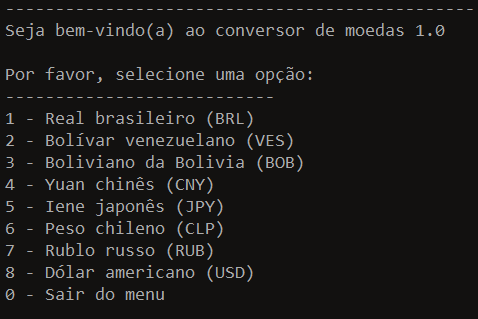 -----------------------------------------------
Seja bem-vindo(a) ao conversor de moedas 1.0
Por favor, selecione uma opção:
---------------------------
1 - Real brasileiro (BRL)
2 - Bolívar venezuelano (VES)
3 - Boliviano da Bolivia (BOB)
4 - Yuan chinês (CNY)
5 - Iene japonês (JPY)
6 - Peso chileno (CLP)
7 - Rublo russo (RUB)
8 - Dólar americano (USD)
0 - Sair do menu